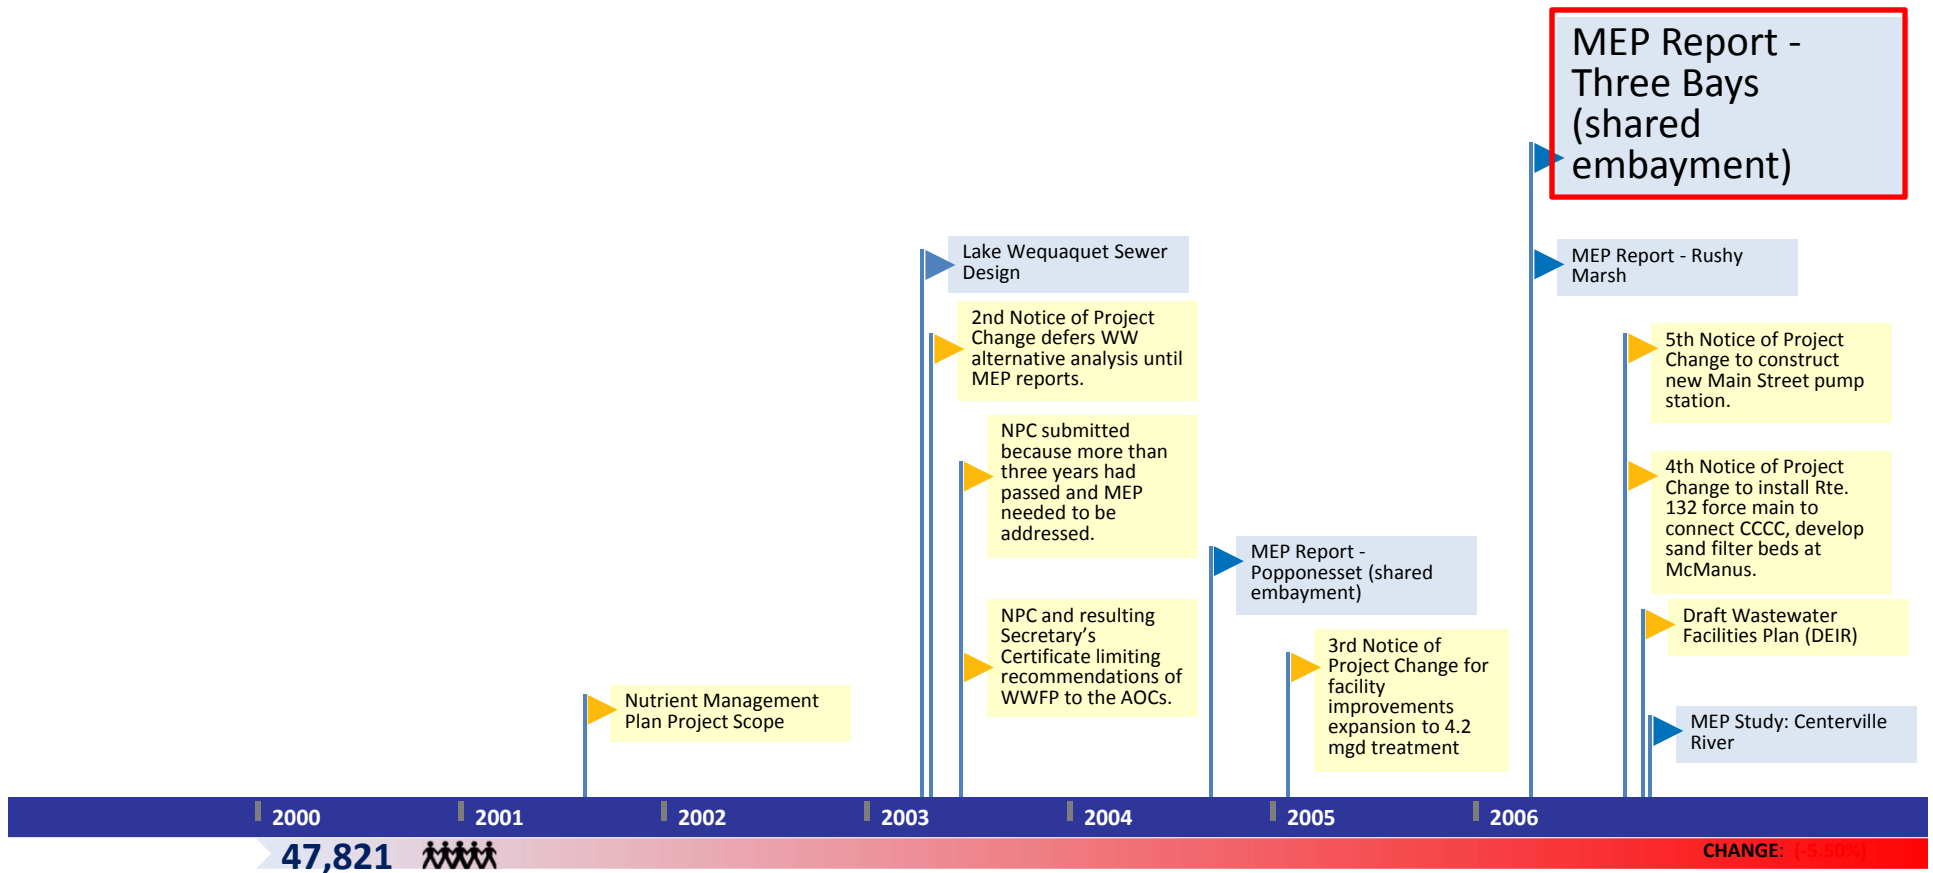 MEP Report -
Three Bays
(shared
embayment)
Lake Wequaquet Sewer
Design
MEP Report - Rushy
Marsh
2nd Notice of Project
Change defers WW
alternative analysis until
MEP reports.
5th Notice of Project
Change to construct
new Main Street pump
station.
NPC submitted
because more than
three years had
passed and MEP
needed to be
addressed.
4th Notice of Project
Change to install Rte.
132 force main to
connect CCCC, develop
sand filter beds at
McManus.
MEP Report -
Popponesset (shared
embayment)
NPC and resulting
Secretary’s
Certificate limiting
recommendations of
WWFP to the AOCs.
Draft Wastewater
Facilities Plan (DEIR)
3rd Notice of
Project Change for
facility
improvements
expansion to 4.2
mgd treatment
Nutrient Management
Plan Project Scope
MEP Study: Centerville
River
2000 2001 2002 2003 2004 2005 2006
47,821
CHANGE: (-5.50%)